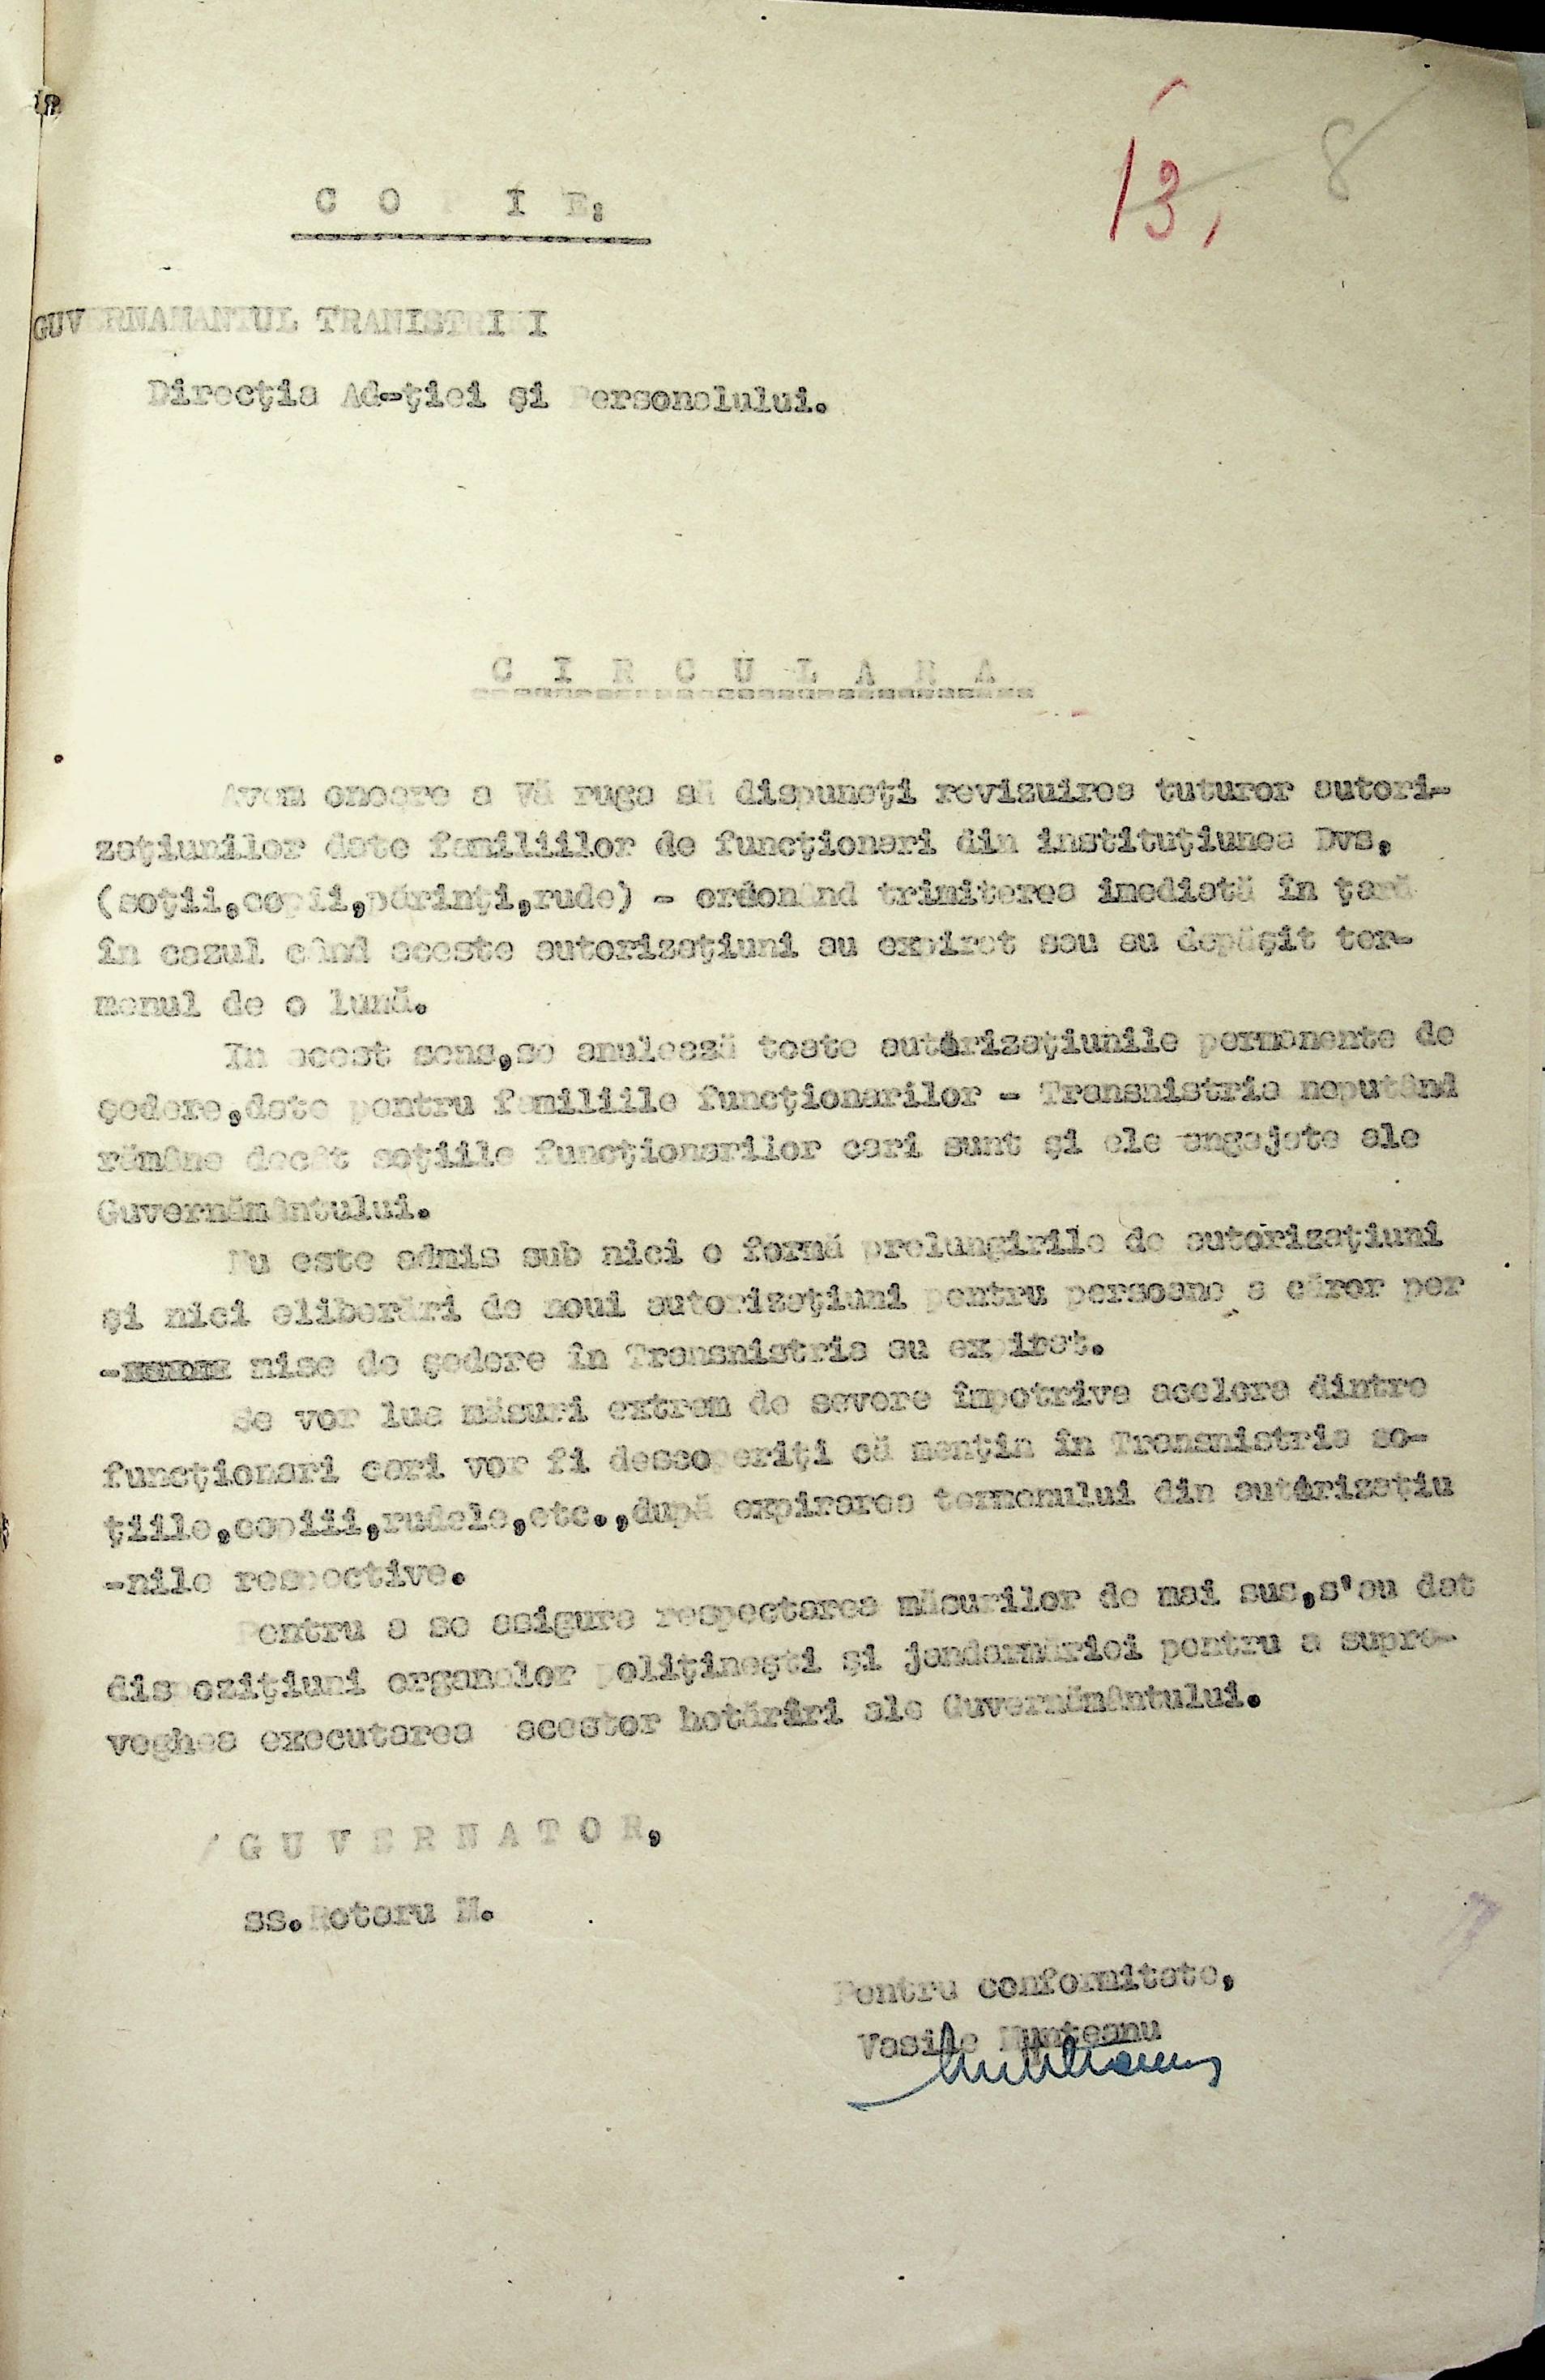 13, 8
C O P I E:
GUVERNAMANTUL TRANISTRIEI
Direcţia Ad-ţiei şi Personalului.
C I R C U L A R A
Avem onoare a Vă ruga să dispuneţi revizuirea tuturor autori-
zaţiunilor date familiilor de funcţionari din instituţiunea Dvs,
(soţii,copii,părinţi,rude) - ordonând trimiterea imediată în ţară
în cazul când aceste autorizaţiuni au expirat sau au depăşit ter-
menul de o lună.
In acest sens,se anulează toate autorizaţiunile permanente de
şedere,date pentru familiile funcţionarilor - Transnistria neputând
rămâne decât soţiile funcţionarilor cari sunt şi ele angajate ale
Guvernământului.
Nu este admis sub nici o formă prelungirile de autorizaţiuni
şi nici eliberări de noui autorizaţiuni pentru persoane a căror per
- mise de şedere în Transnistria au expirat.
Se vor lua măsuri extrem de severe împotriva acelora dintre
funcţionari cari vor fi descoperiţi că menţin în Transnistria so-
ţiile,copiii,rudele,etc.,după expirarea termenului din autorizaţiu
-nile respective.
Pentru a se asigura respectarea măsurilor de mai sus,s'au dat
dispoziţiuni organelor poliţineşti şi jandarmăriei pentru a supra-
veghea executarea acestor hotărîri ale Guvernământului.
/ G U V E R N A T O R,
ss.Rotaru M.
Pentru conformitate,
Vasile Munteanu